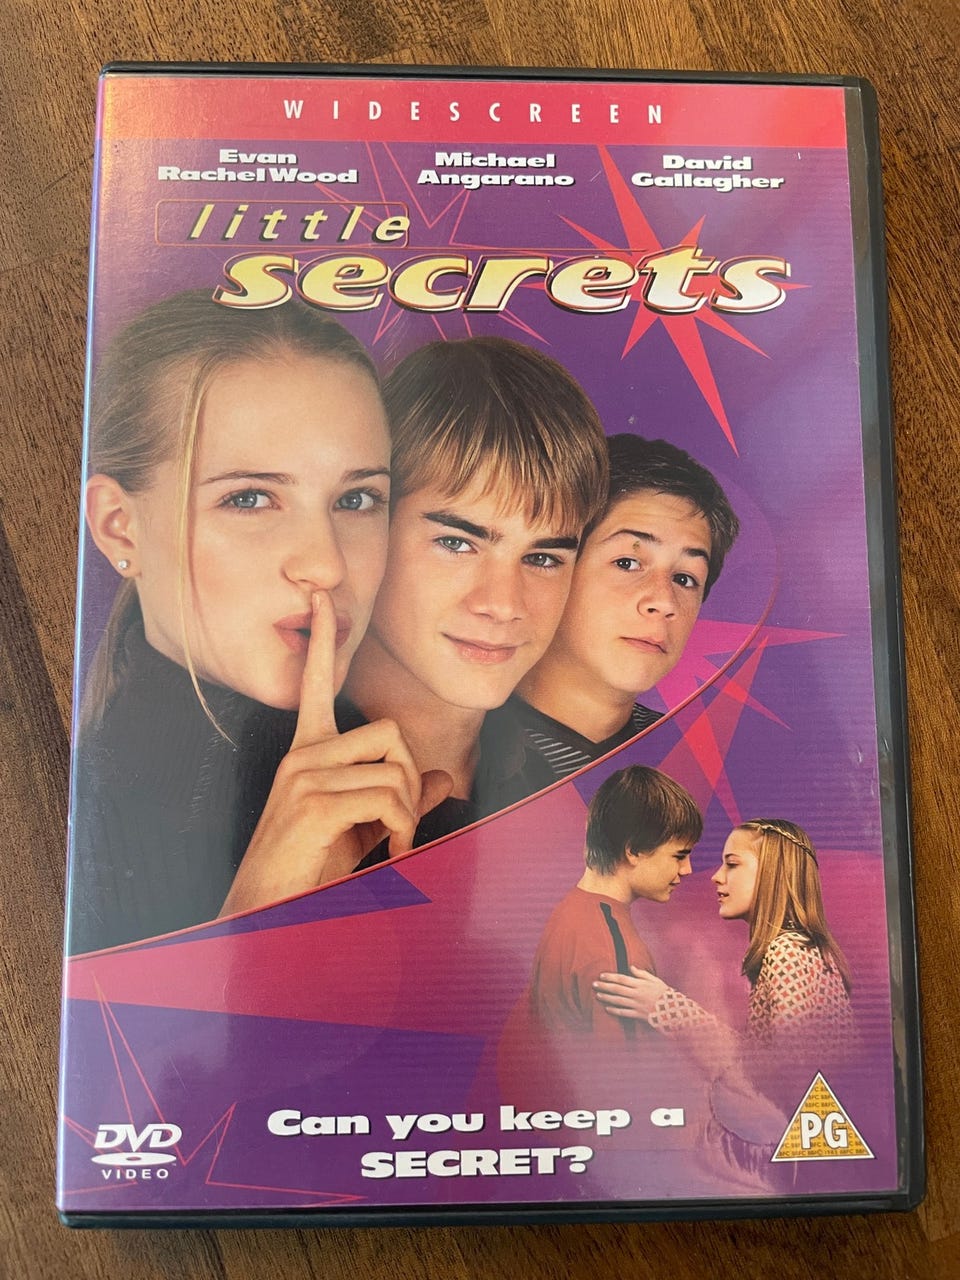 WIDESCREEN
Evan
Rachel Wood
Michael
Angarano
David
Gallagher
little
secrets
Can you keep a
SECRET?
DVD
VIDEO
PG